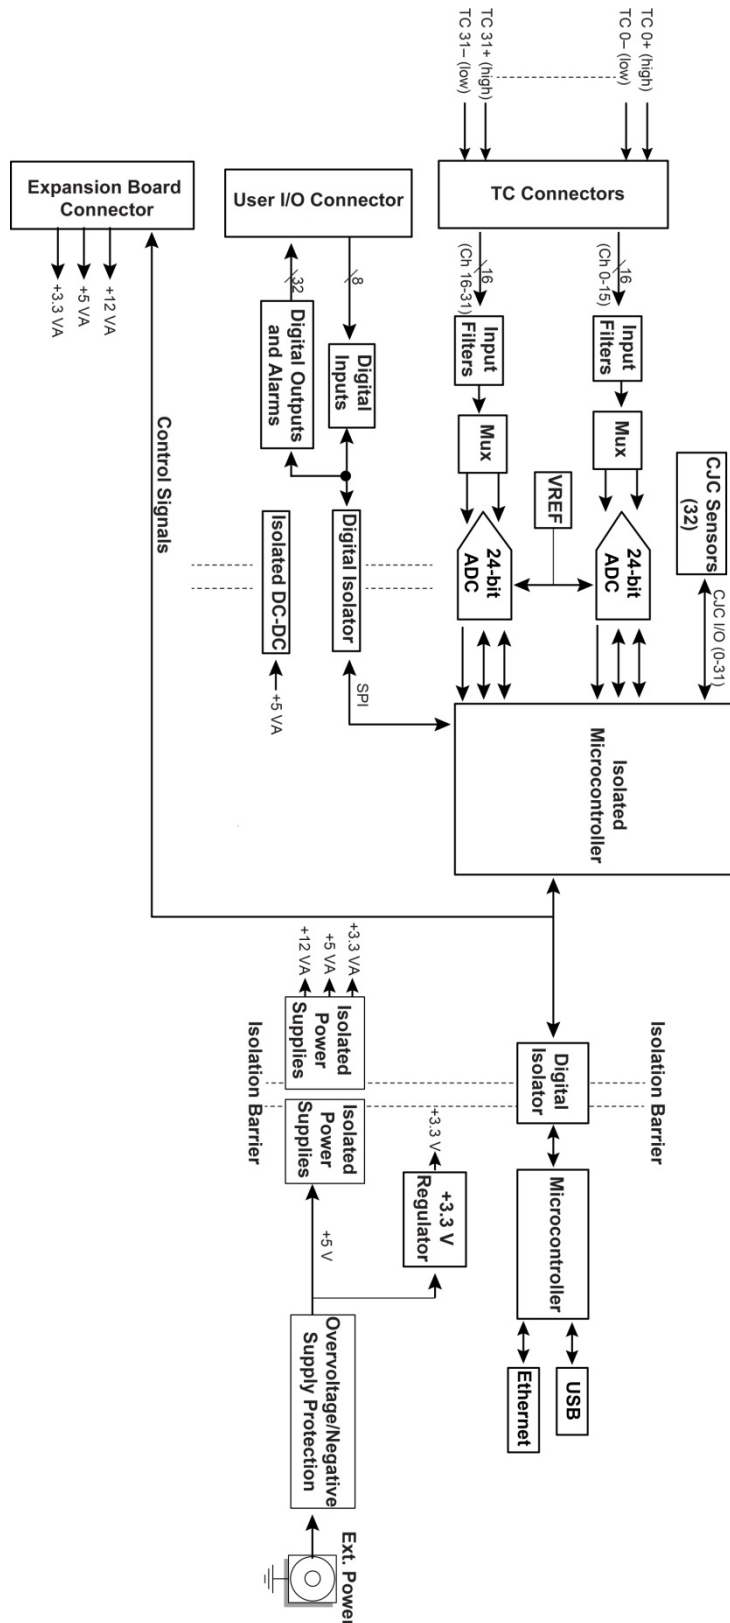 TC 0+ (high)
TC 0– (low)
TC 31+ (high)
TC 31– (low)
TC Connectors
16
(Ch 0-15)
16
(Ch 16-31)
Input
Filters
Input
Filters
Mux
Mux
CJC Sensors
(32)
VREF
24-bit
ADC
24-bit
ADC
CJC I/O (0-31)
Isolated
Microcontroller
User I/O Connector
8
32
Digital
Inputs
Digital Outputs
and Alarms
Digital Isolator
SPI
Isolated DC-DC
+5 VA
Expansion Board
Connector
+12 VA
+5 VA
+3.3 VA
Control Signals
Isolation Barrier
Digital
Isolator
Microcontroller
USB
Ethernet
+3.3 VA
+5 VA
+12 VA
Isolated
Power
Supplies
Isolated
Power
Supplies
Isolation Barrier
+3.3 V
+3.3 V
Regulator
+5 V
Overvoltage/Negative
Supply Protection
Ext. Power